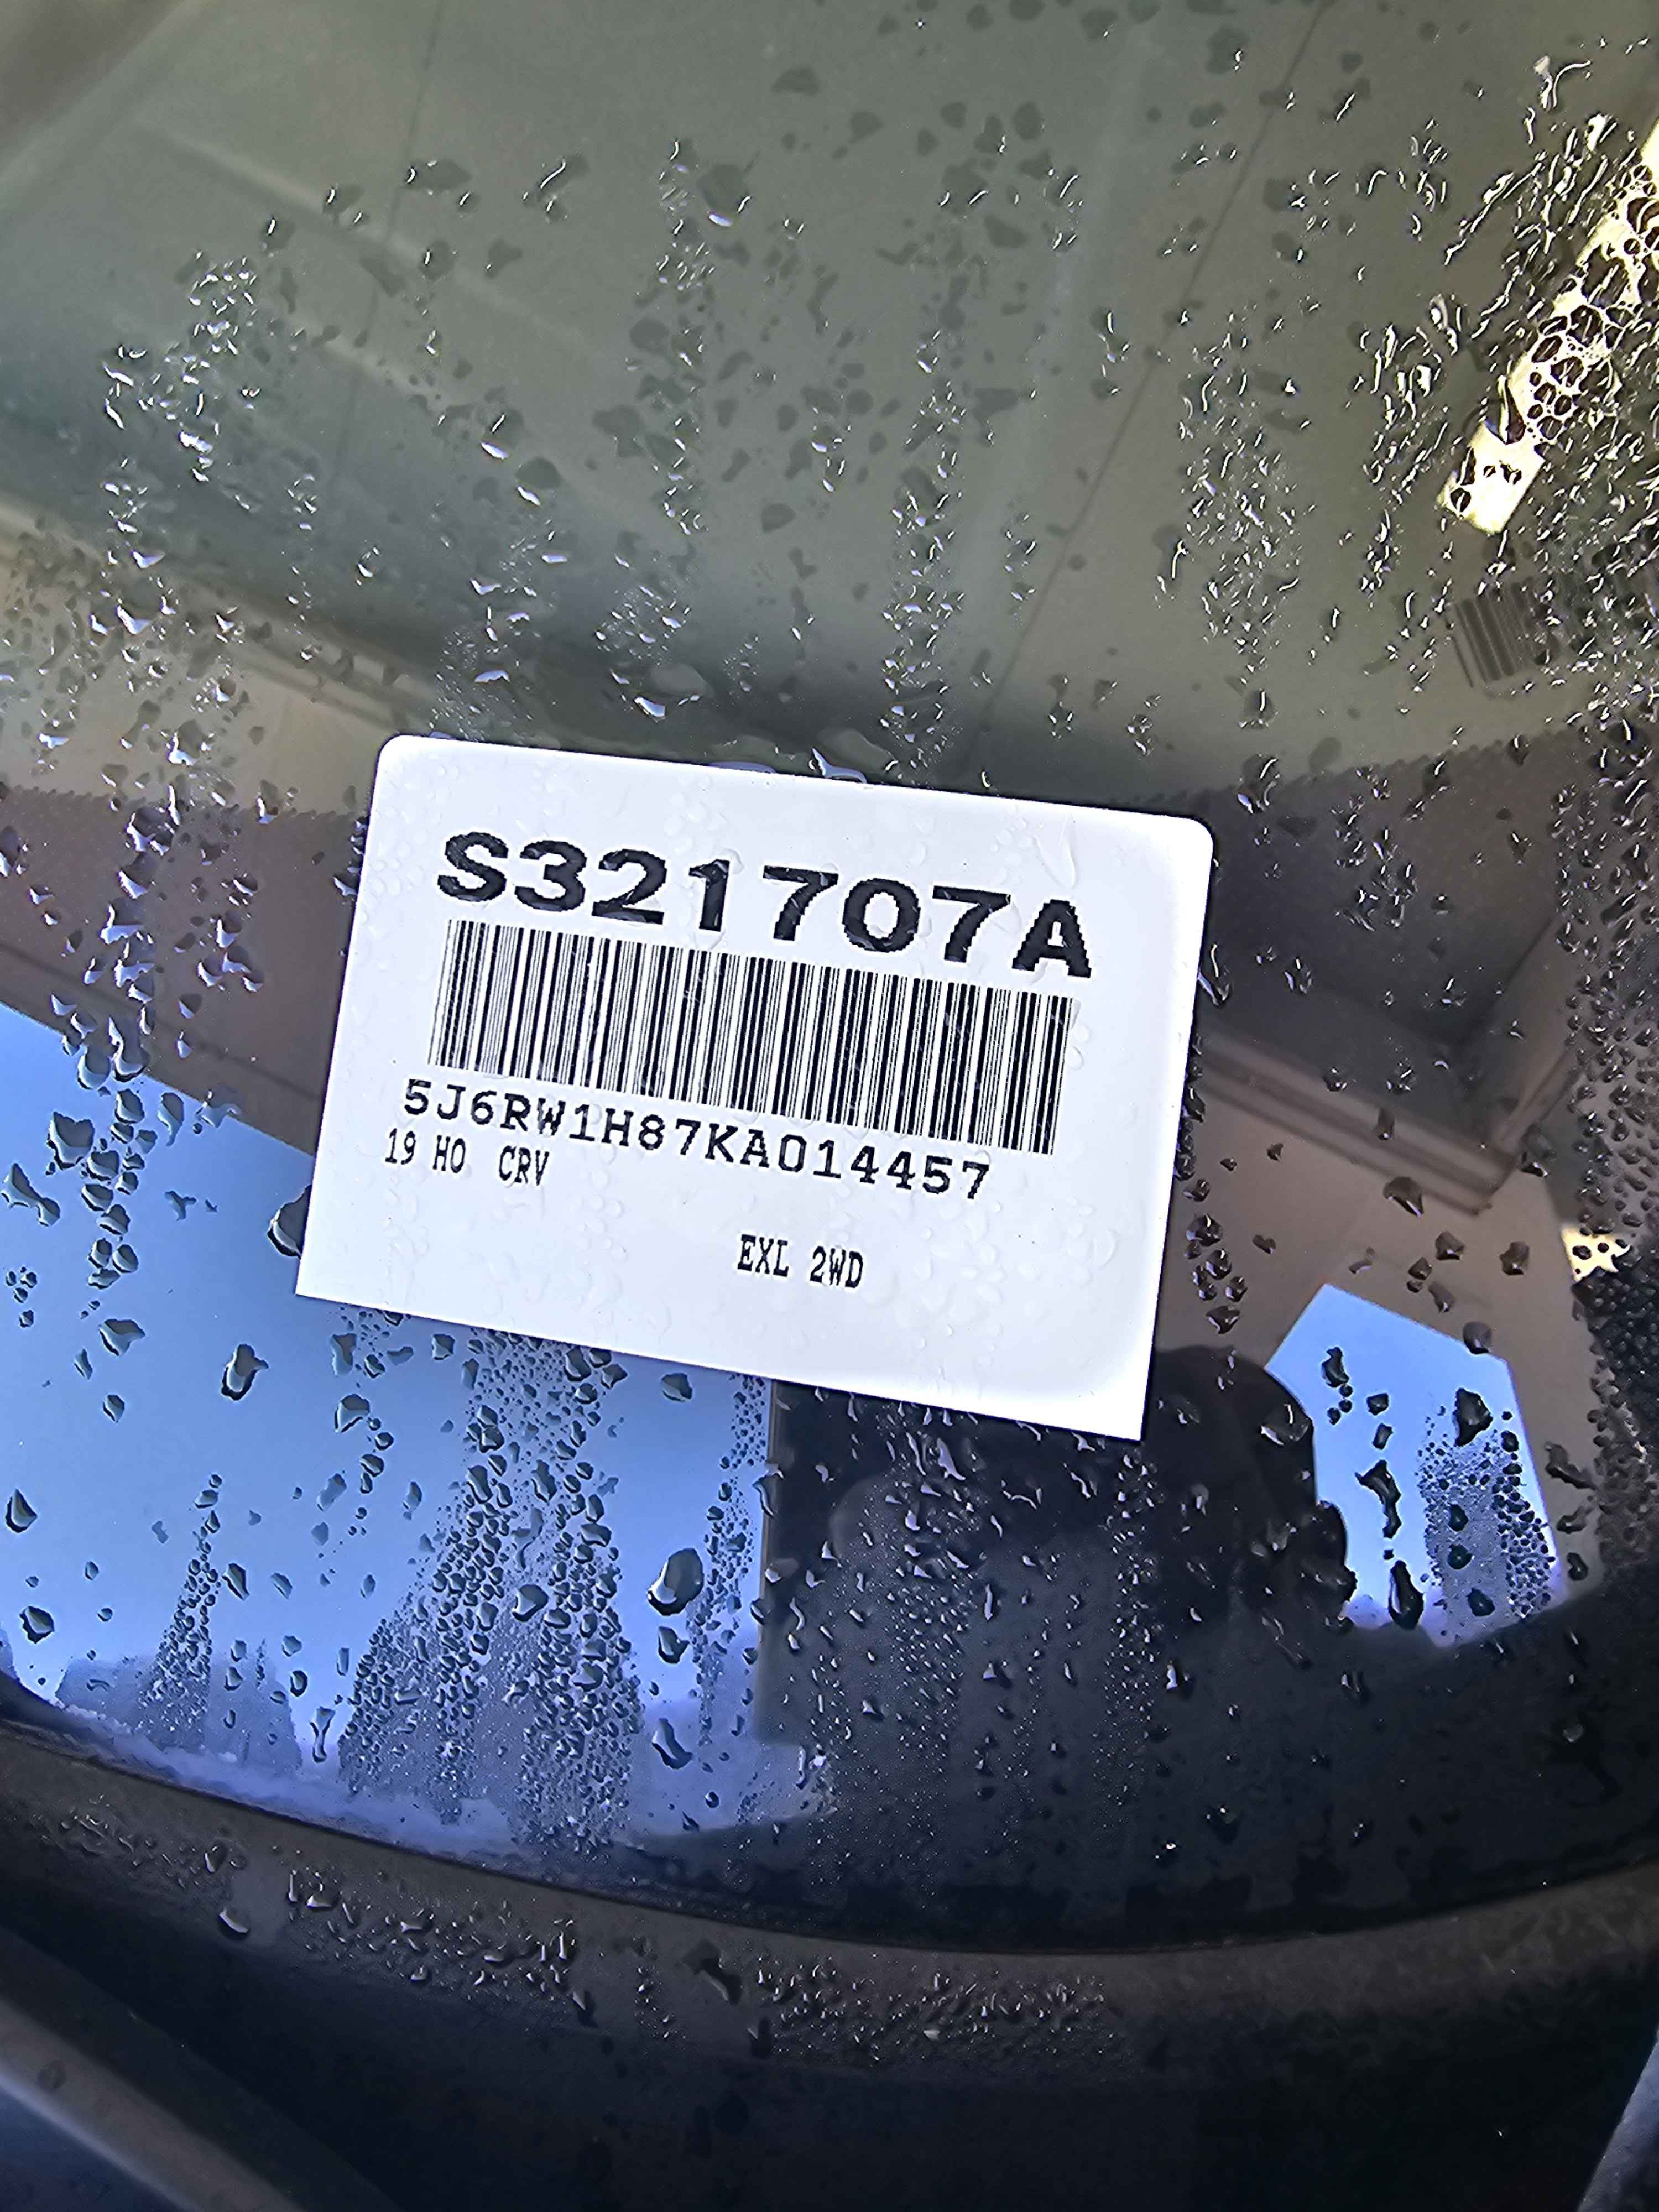 S321707A
5J6RW1H87KA014457
19 HO CRV
EXL 2WD